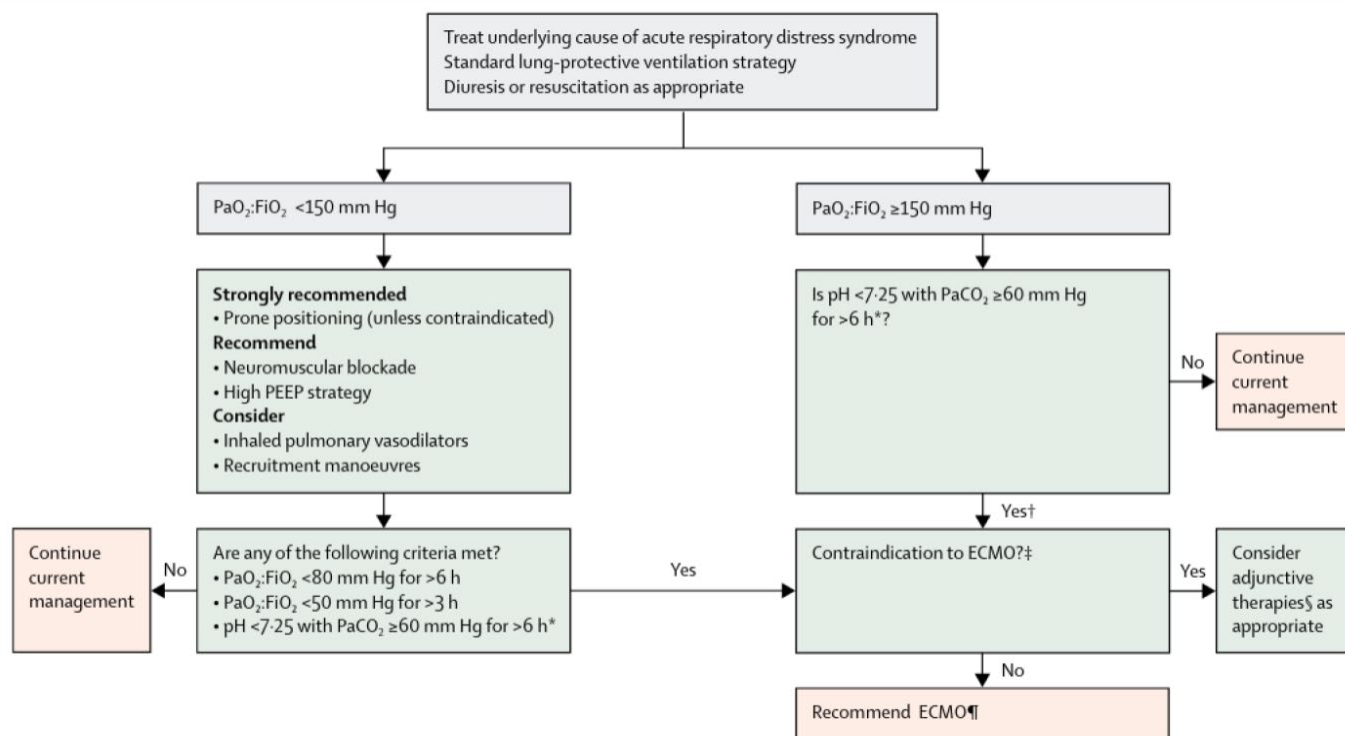 Treat underlying cause of acute respiratory distress syndrome
Standard lung-protective ventilation strategy
Diuresis or resuscitation as appropriate
PaO₂:FiO₂ <150 mm Hg
PaO₂:FiO₂ ≥150 mm Hg
Strongly recommended
• Prone positioning (unless contraindicated)
Recommend
• Neuromuscular blockade
• High PEEP strategy
Consider
• Inhaled pulmonary vasodilators
• Recruitment manoeuvres
Is pH <7·25 with PaCO₂ ≥60 mm Hg
for >6 h*?
No
Continue
current
management
Yes†
Continue
current
management
No
Are any of the following criteria met?
• PaO₂:FiO₂ <80 mm Hg for >6 h
• PaO₂:FiO₂ <50 mm Hg for >3 h
• pH <7·25 with PaCO₂ ≥60 mm Hg for >6 h*
Yes
Contraindication to ECMO?‡
Yes
Consider
adjunctive
therapies§ as
appropriate
No
Recommend ECMO¶